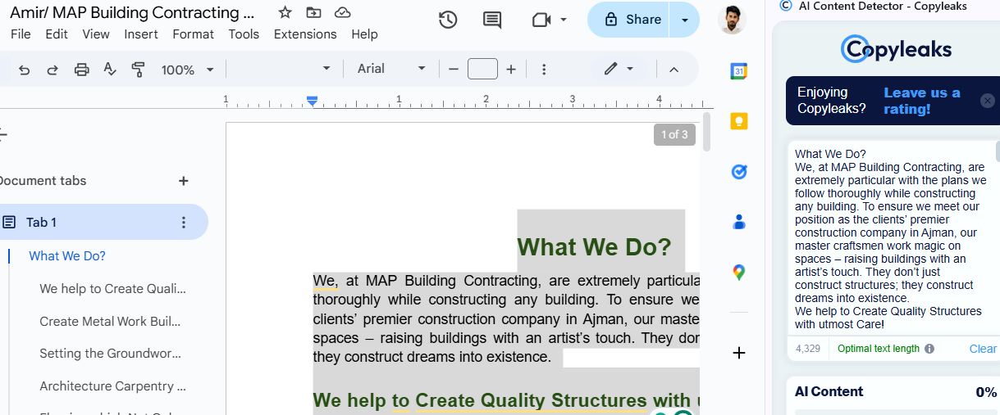 Amir/ MAP Building Contracting ...
File Edit View Insert Format Tools Extensions Help
Share
100%
Arial
1 1 2 3 4
31
1 of 3
Document tabs
Tab 1
What We Do?
We help to Create Quali...
Create Metal Work Buil...
Setting the Groundwor...
Architecture Carpentry ...
What We Do?
We, at MAP Building Contracting, are extremely particula
thoroughly while constructing any building. To ensure we
clients’ premier construction company in Ajman, our maste
spaces – raising buildings with an artist’s touch. They don
they construct dreams into existence.
We help to Create Quality Structures with u
AI Content Detector - Copyleaks
Copyleaks
Enjoying
Copyleaks?
Leave us a
rating!
What We Do?
We, at MAP Building Contracting, are
extremely particular with the plans we
follow thoroughly while constructing
any building. To ensure we meet our
position as the clients’ premier
construction company in Ajman, our
master craftsmen work magic on
spaces – raising buildings with an
artist’s touch. They don’t just
construct structures; they construct
dreams into existence.
We help to Create Quality Structures
with utmost Care!
4,329 Optimal text length Clear
AI Content 0%